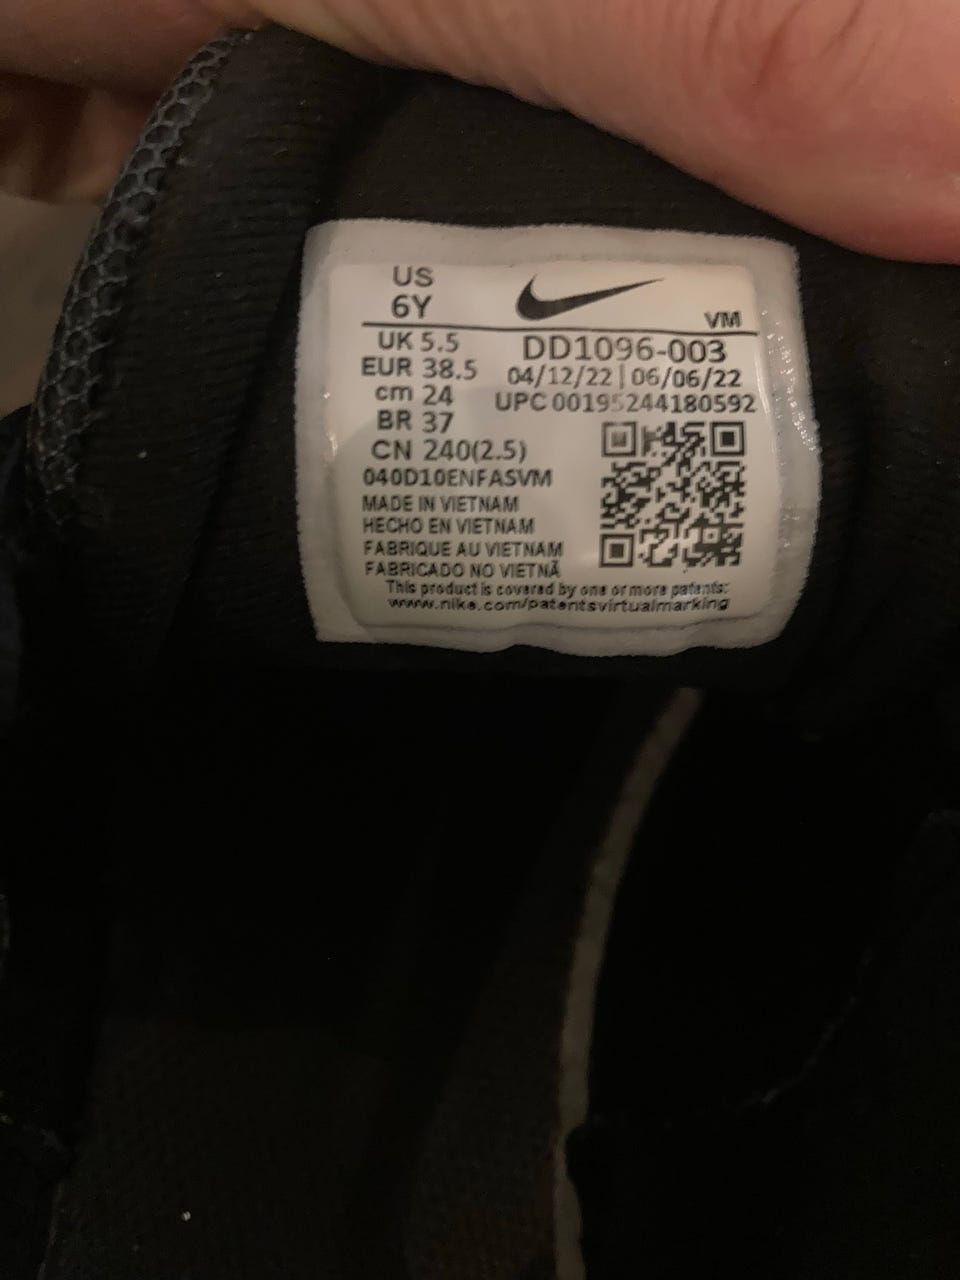 US
6Y
VM
UK 5.5
EUR 38.5
cm 24
BR 37
CN 240(2.5)
DD1096-003
04/12/22 | 06/06/22
UPC 00195244180592
040D10ENFASVM
MADE IN VIETNAM
HECHO EN VIETNAM
FABRIQUE AU VIETNAM
FABRICADO NO VIETNÃ
This product is covered by one or more patents:
www.nike.com/patentsvirtualmarking